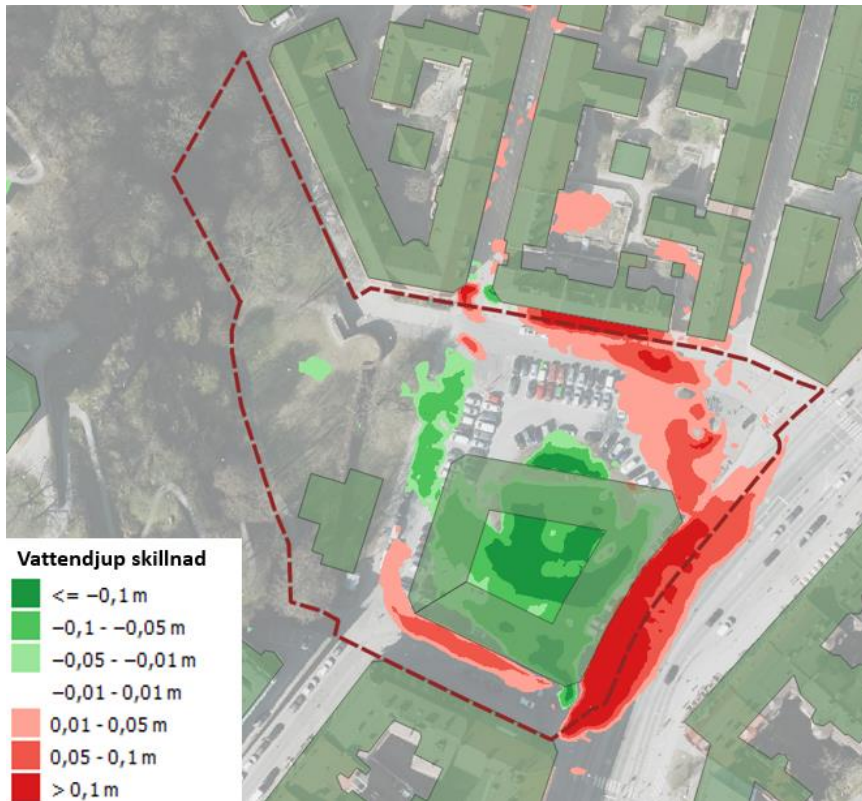 Vattendjup skillnad
<= −0,1 m
−0,1 - −0,05 m
−0,05 - −0,01 m
−0,01 - 0,01 m
0,01 - 0,05 m
0,05 - 0,1 m
> 0,1 m